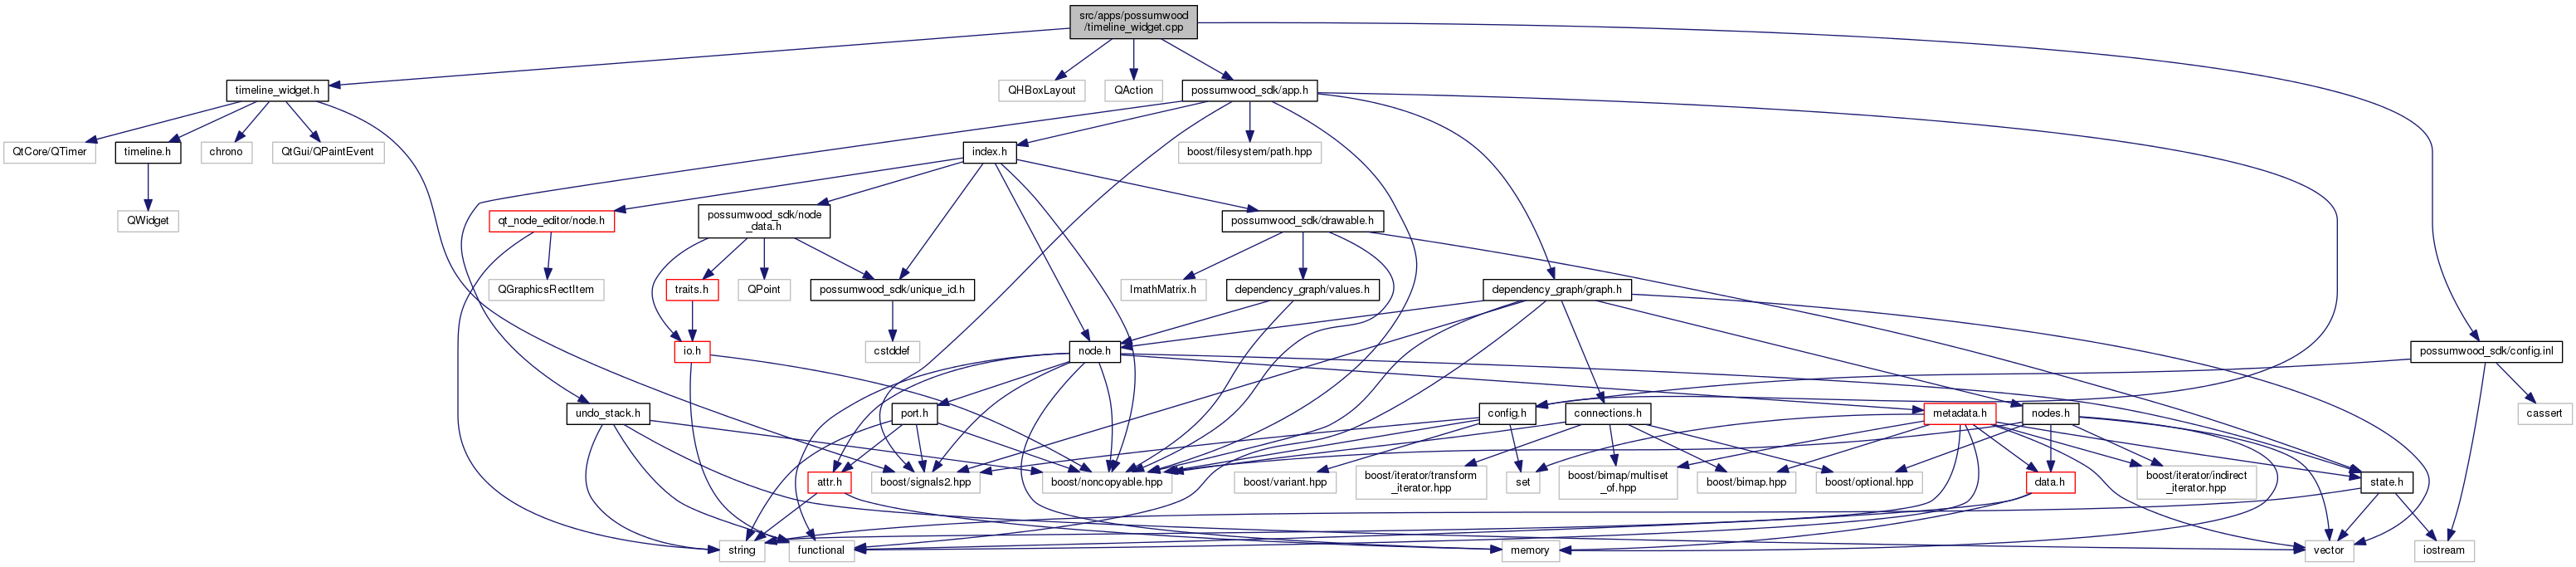 src/apps/possumwood
/timeline_widget.cpp
timeline_widget.h
QHBoxLayout
QAction
possumwood_sdk/app.h
QtCore/QTimer
timeline.h
chrono
QtGui/QPaintEvent
index.h
boost/filesystem/path.hpp
QWidget
qt_node_editor/node.h
possumwood_sdk/node
_data.h
possumwood_sdk/drawable.h
QGraphicsRectItem
traits.h
QPoint
possumwood_sdk/unique_id.h
ImathMatrix.h
dependency_graph/values.h
dependency_graph/graph.h
io.h
cstddef
node.h
possumwood_sdk/config.inl
undo_stack.h
port.h
config.h
connections.h
metadata.h
nodes.h
cassert
attr.h
boost/signals2.hpp
boost/noncopyable.hpp
boost/variant.hpp
boost/iterator/transform
_iterator.hpp
set
boost/bimap/multiset
_of.hpp
boost/bimap.hpp
boost/optional.hpp
data.h
boost/iterator/indirect
_iterator.hpp
state.h
string
functional
memory
vector
iostream